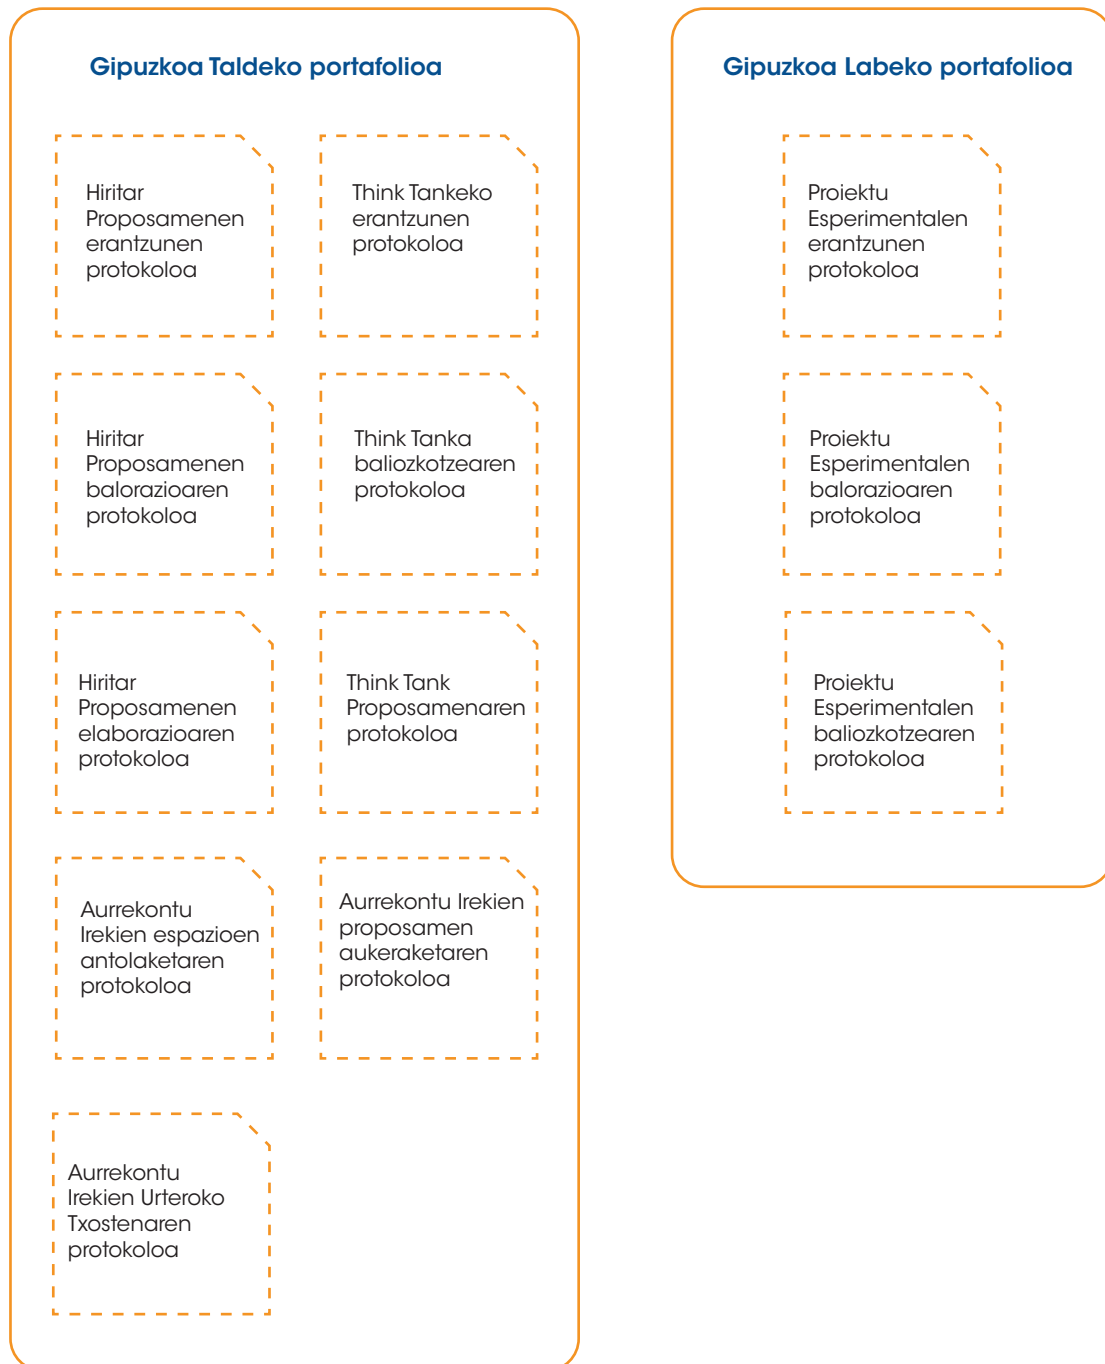 Gipuzkoa Taldeko portafolioa
Hiritar
Proposamenen
erantzunen
protokoloa
Think Tankeko
erantzunen
protokoloa
Hiritar
Proposamenen
balorazioaren
protokoloa
Think Tanka
baliozkotzearen
protokoloa
Hiritar
Proposamenen
elaborazioaren
protokoloa
Think Tank
Proposamenaren
protokoloa
Aurrekontu
Irekien espazioen
antolaketaren
protokoloa
Aurrekontu Irekien
proposamen
aukeraketaren
protokoloa
Aurrekontu
Irekien Urteroko
Txostenaren
protokoloa
Gipuzkoa Labeko portafolioa
Proiektu
Esperimentalen
erantzunen
protokoloa
Proiektu
Esperimentalen
balorazioaren
protokoloa
Proiektu
Esperimentalen
baliozkotzearen
protokoloa